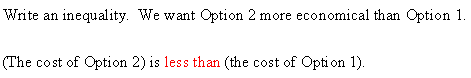 Write an inequality. We want Option 2 more economical than Option 1.
(The cost of Option 2) is less than (the cost of Option 1).